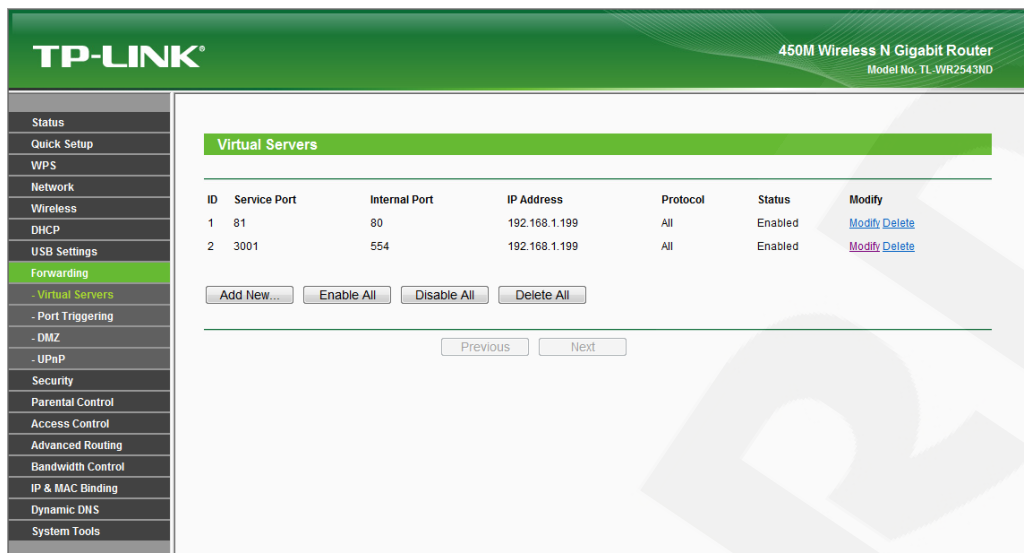 TP-LINK®
450M Wireless N Gigabit Router
Model No. TL-WR2543ND
Status
Quick Setup
WPS
Network
Wireless
DHCP
USB Settings
Forwarding
- Virtual Servers
- Port Triggering
- DMZ
- UPnP
Security
Parental Control
Access Control
Advanced Routing
Bandwidth Control
IP & MAC Binding
Dynamic DNS
System Tools
Virtual Servers
ID Service Port Internal Port IP Address Protocol Status Modify
1 81 80 192.168.1.199 All Enabled Modify Delete
2 3001 554 192.168.1.199 All Enabled Modify Delete
Add New... Enable All Disable All Delete All
Previous Next